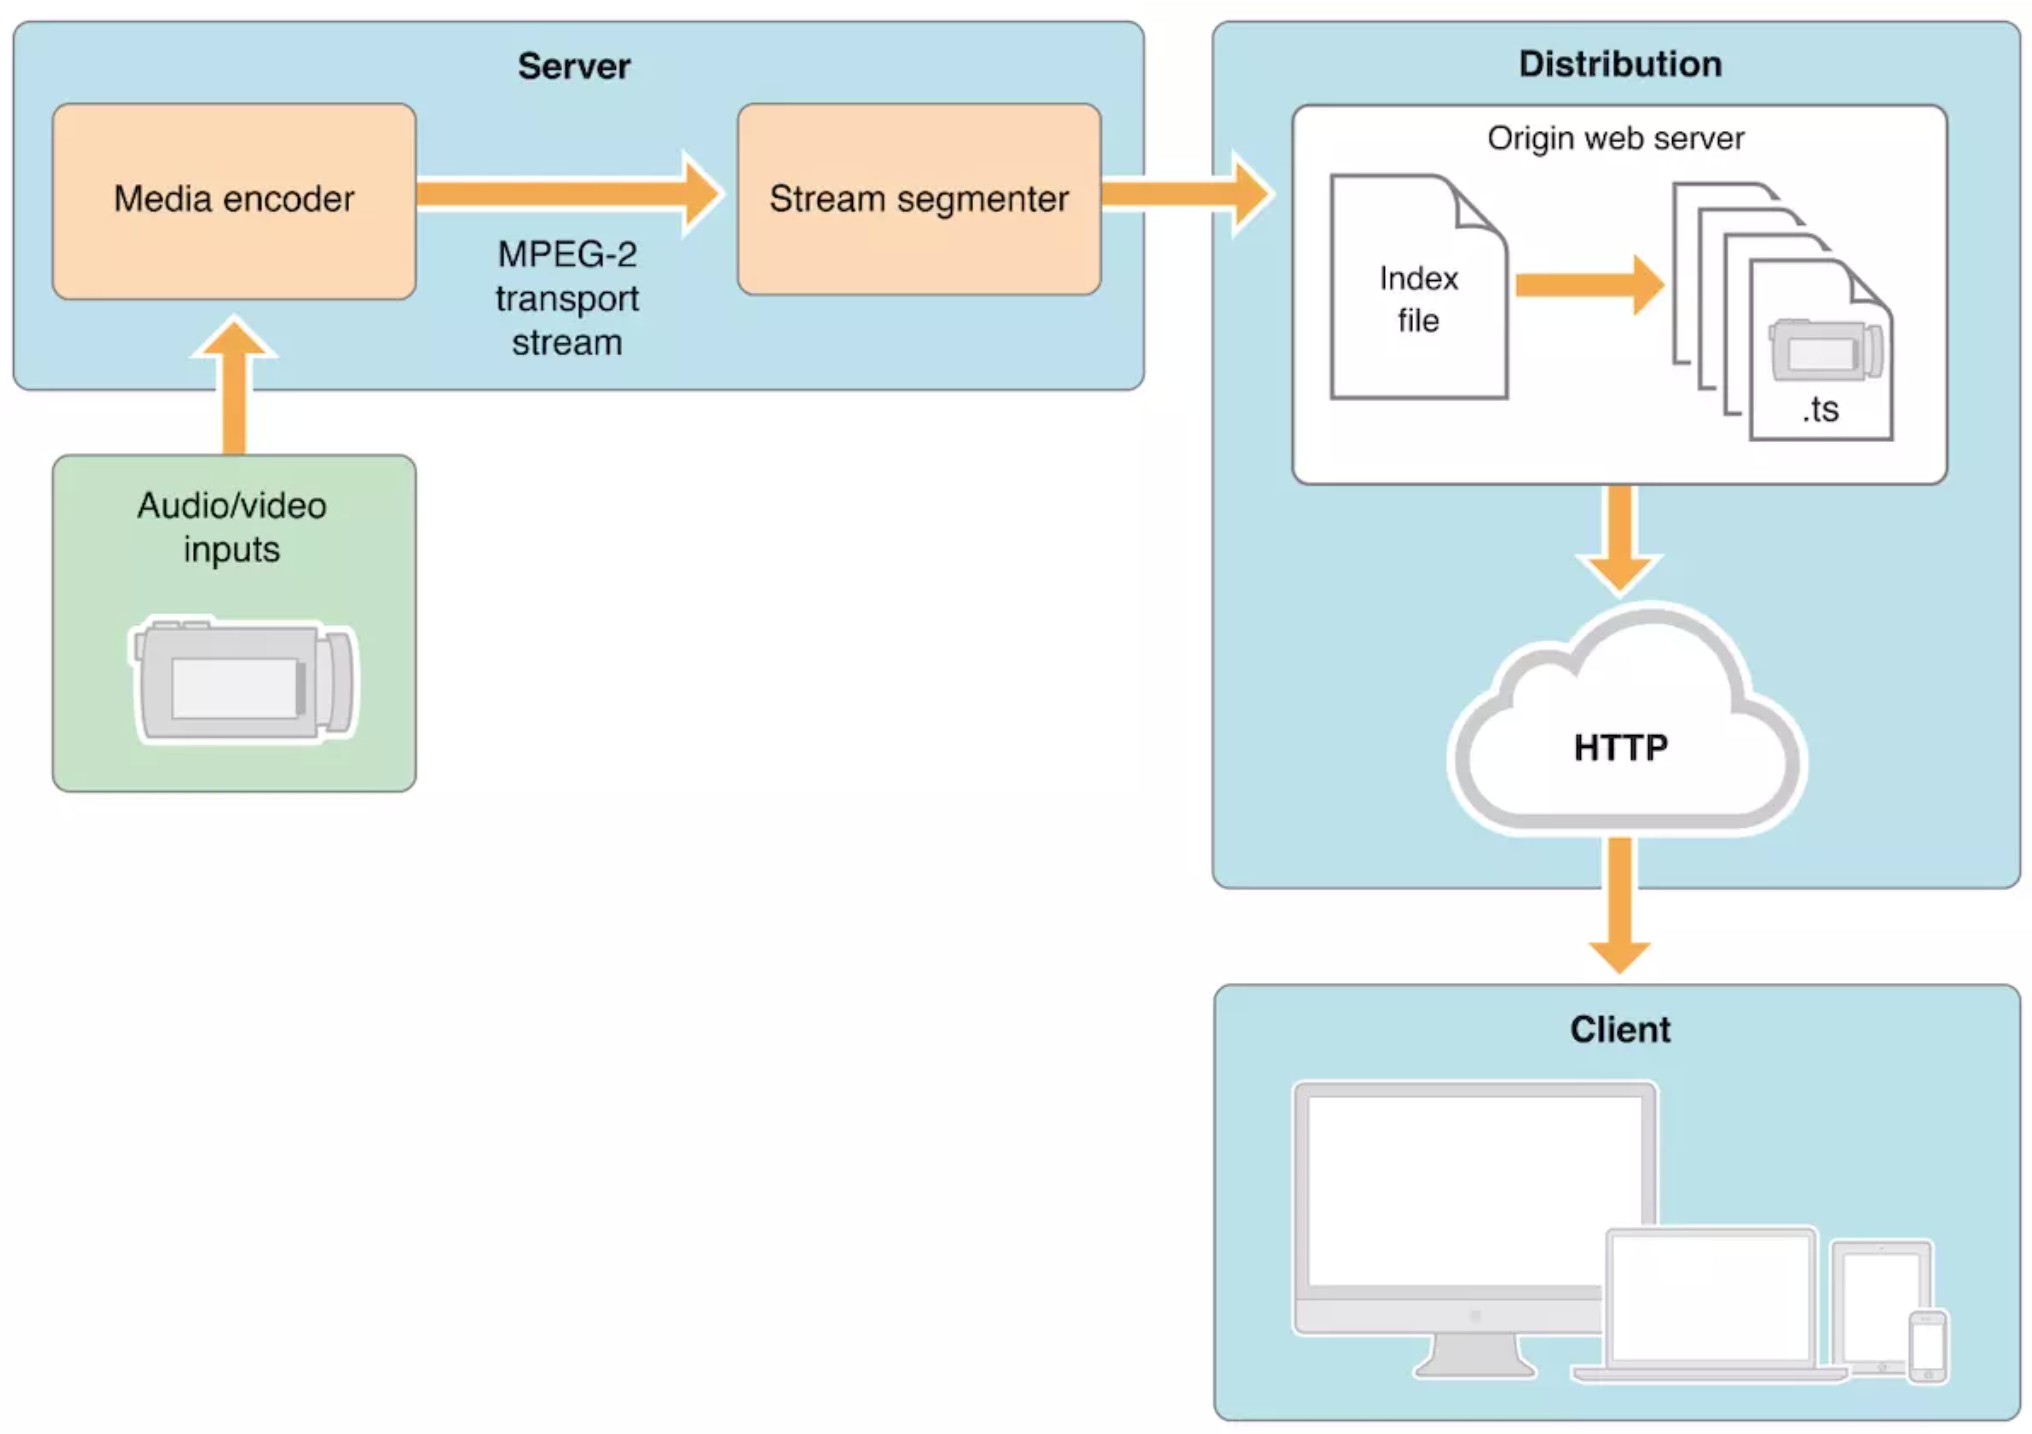 Server
Media encoder
MPEG-2
transport
stream
Stream segmenter
Audio/video
inputs
Distribution
Origin web server
Index
file
.ts
HTTP
Client